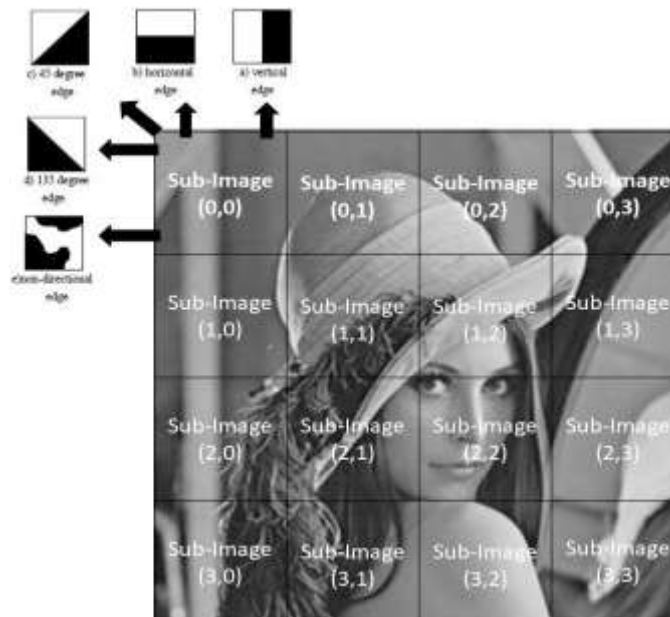 c) 45 degree
edge
b) horizontal
edge
a) vertical
edge
d) 135 degree
edge
e)non-directional
edge
Sub-Image
(0,0)
Sub-Image
(0,1)
Sub-Image
(0,2)
Sub-Image
(0,3)
Sub-Image
(1,0)
Sub-Image
(1,1)
Sub-Image
(1,2)
Sub-Image
(1,3)
Sub-Image
(2,0)
Sub-Image
(2,1)
Sub-Image
(2,2)
Sub-Image
(2,3)
Sub-Image
(3,0)
Sub-Image
(3,1)
Sub-Image
(3,2)
Sub-Image
(3,3)